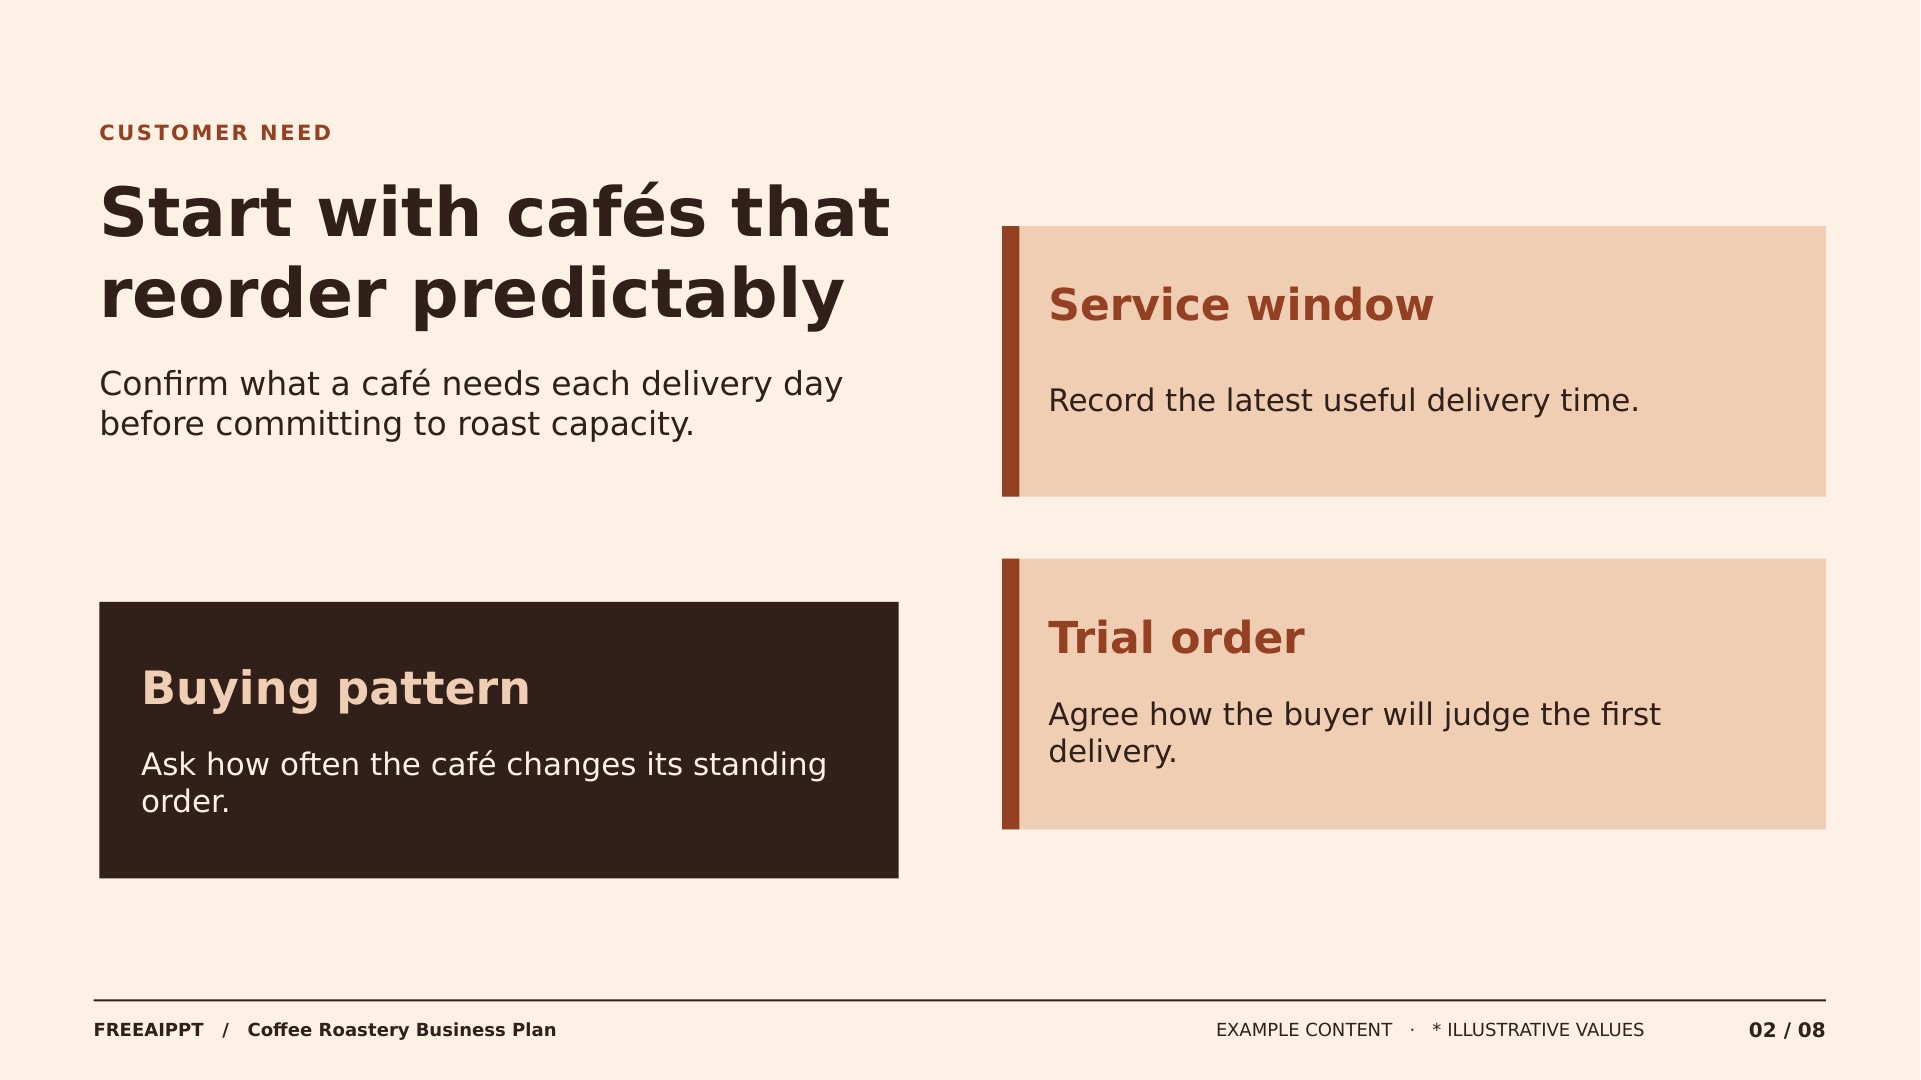 CUSTOMER NEED
Start with cafés that
reorder predictably
Confirm what a café needs each delivery day
before committing to roast capacity.
Buying pattern
Ask how often the café changes its standing
order.
Service window
Record the latest useful delivery time.
Trial order
Agree how the buyer will judge the first
delivery.
FREEAIPPT / Coffee Roastery Business Plan
EXAMPLE CONTENT · * ILLUSTRATIVE VALUES
02 / 08